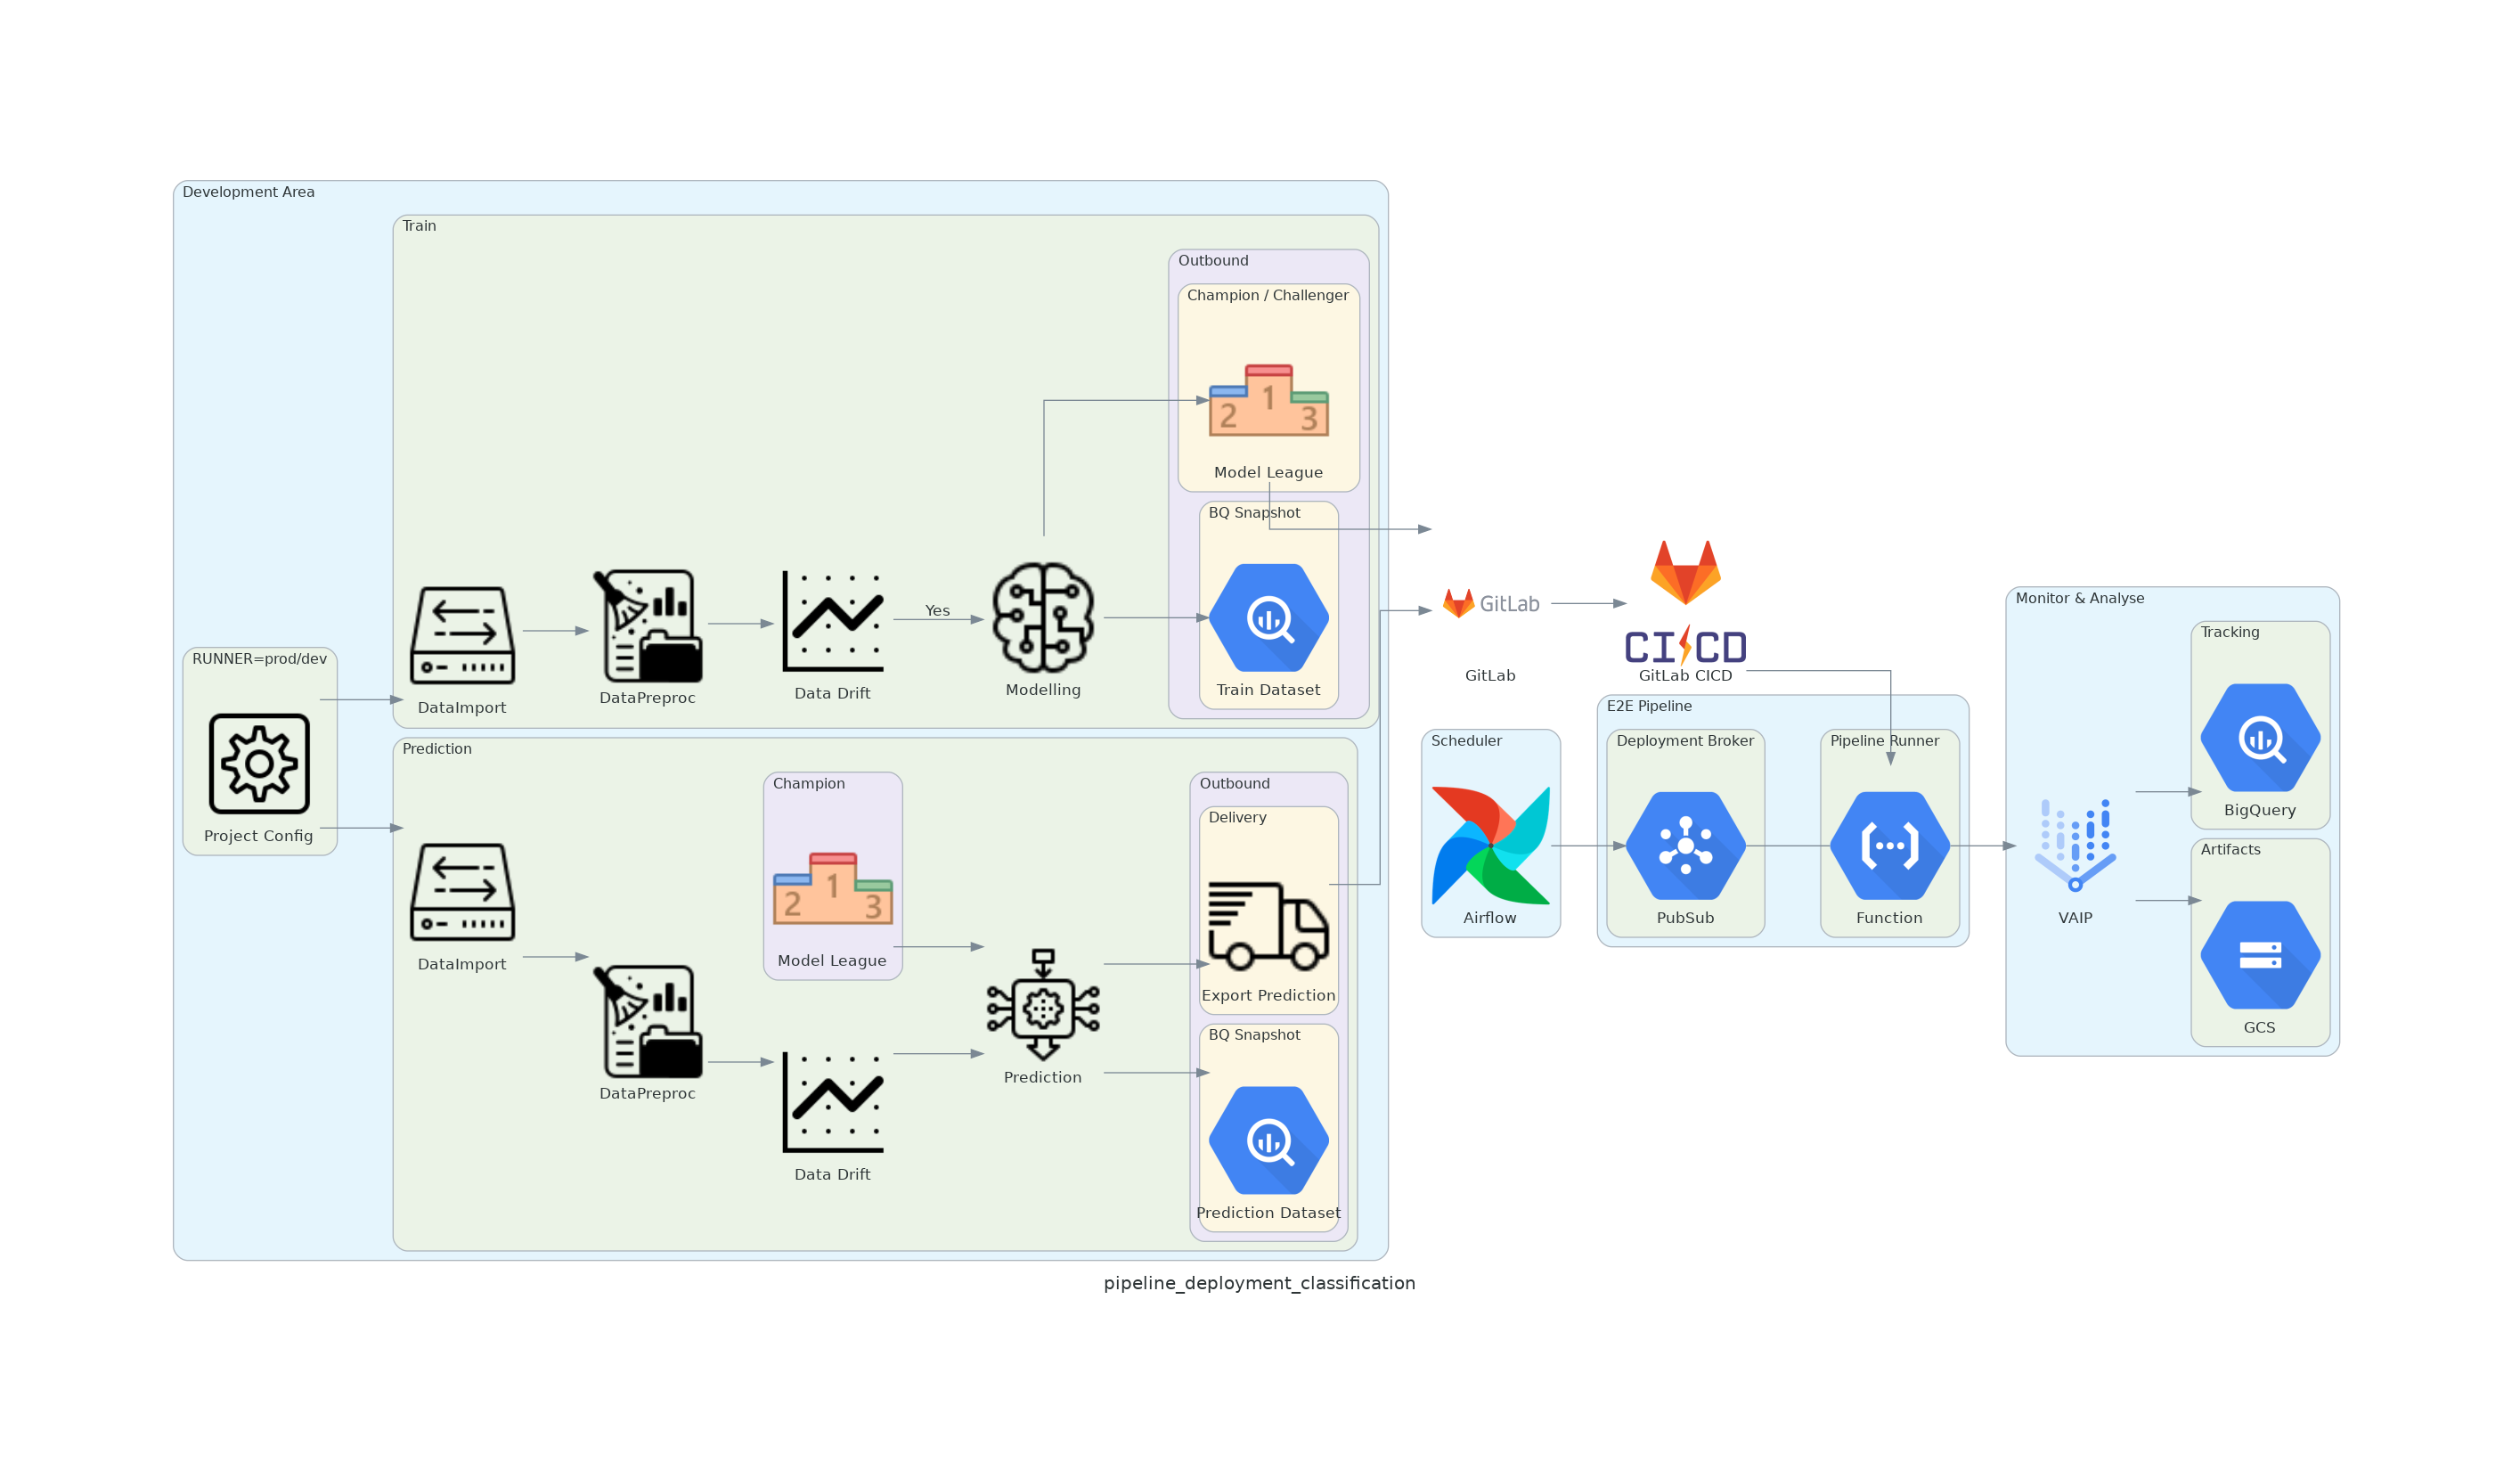 Development Area
Train
Outbound
Champion / Challenger
1
2
3
Model League
BQ Snapshot
Train Dataset
Yes
DataImport
DataPreproc
Data Drift
Modelling
RUNNER=prod/dev
Project Config
Prediction
Champion
1
2
3
Model League
DataImport
DataPreproc
Data Drift
Prediction
Outbound
Delivery
Export Prediction
BQ Snapshot
Prediction Dataset
GitLab
GitLab
CI CD
GitLab CICD
Scheduler
Airflow
E2E Pipeline
Deployment Broker
PubSub
Pipeline Runner
Function
Monitor & Analyse
VAIP
Tracking
BigQuery
Artifacts
GCS
pipeline_deployment_classification